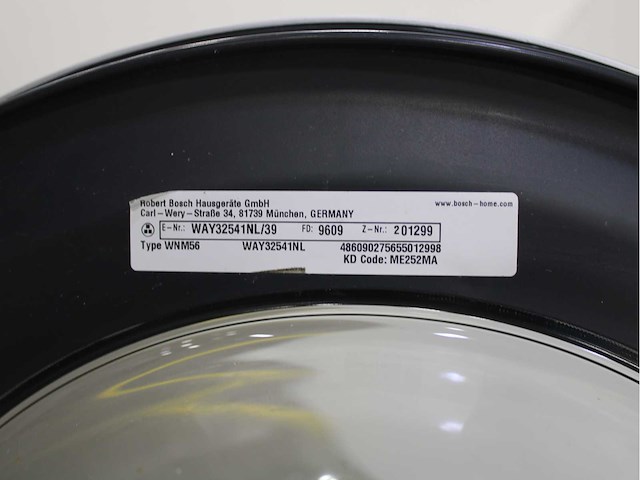 Robert Bosch Hausgeräte GmbH www.bosch-home.com
Carl-Wery-Straße 34, 81739 München, GERMANY
E-Nr.: WAY32541NL/39 FD: 9609 Z-Nr.: 201299
Type WNM56 WAY32541NL 486090275655012998
KD Code: ME252MA